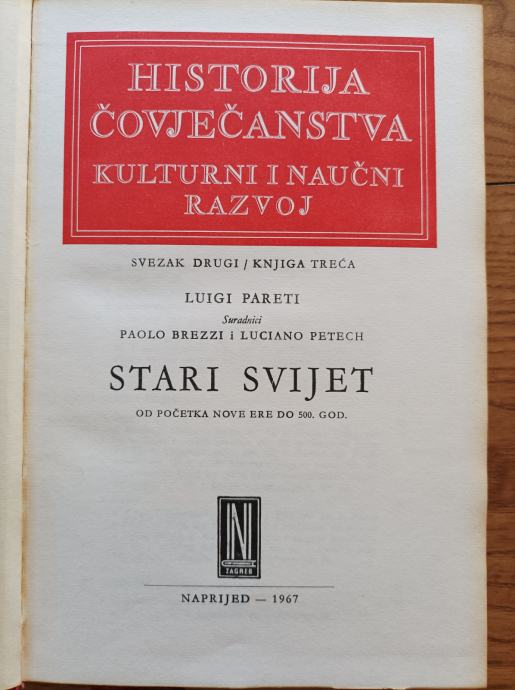 HISTORIJA
ČOVJEČANSTVA
KULTURNI I NAUČNI
RAZVOJ
SVEZAK DRUGI / KNJIGA TREĆA
LUIGI PARETI
Suradnici
PAOLO BREZZI i LUCIANO PETECH
STARI SVIJET
OD POČETKA NOVE ERE DO 500. GOD.
N
ZAGREB
NAPRIJED — 1967